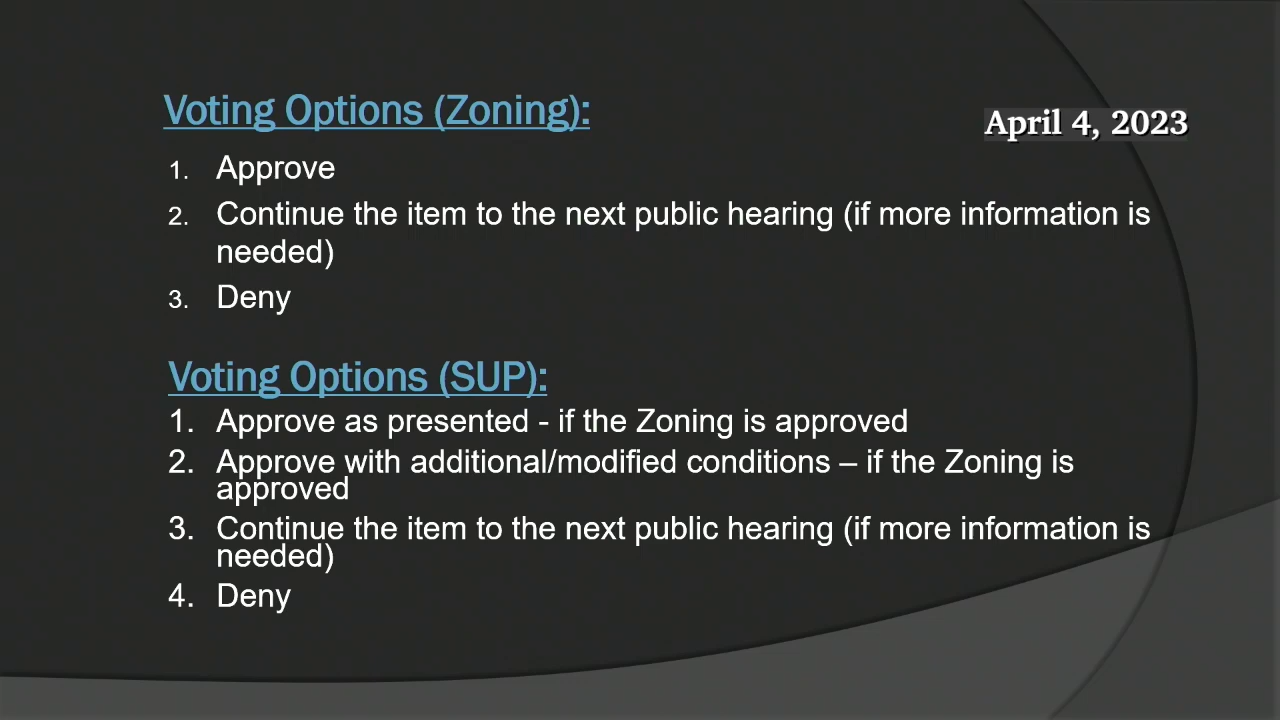 Voting Options (Zoning):
April 4, 2023
1. Approve
2. Continue the item to the next public hearing (if more information is
needed)
3. Deny
Voting Options (SUP):
1. Approve as presented - if the Zoning is approved
2. Approve with additional/modified conditions – if the Zoning is
approved
3. Continue the item to the next public hearing (if more information is
needed)
4. Deny